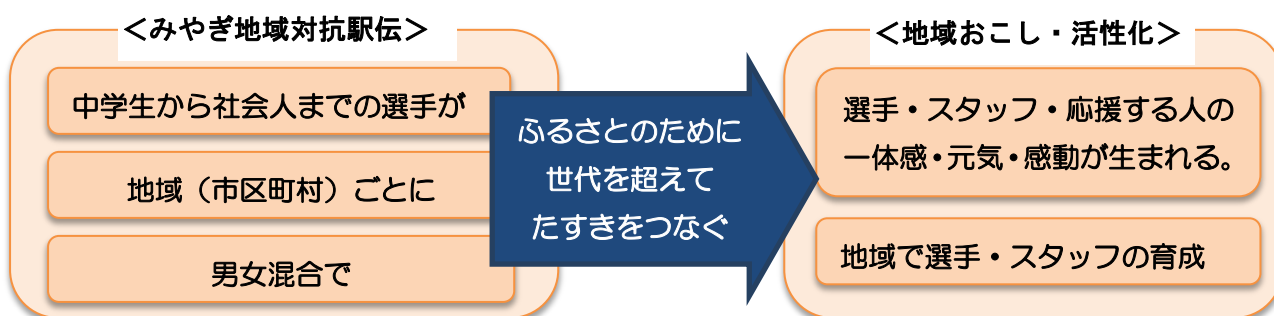 ＜みやぎ地域対抗駅伝＞
中学生から社会人までの選手が
地域（市区町村）ごとに
男女混合で
ふるさとのために
世代を超えて
たすきをつなぐ
＜地域おこし・活性化＞
選手・スタッフ・応援する人の
一体感・元気・感動が生まれる。
地域で選手・スタッフの育成